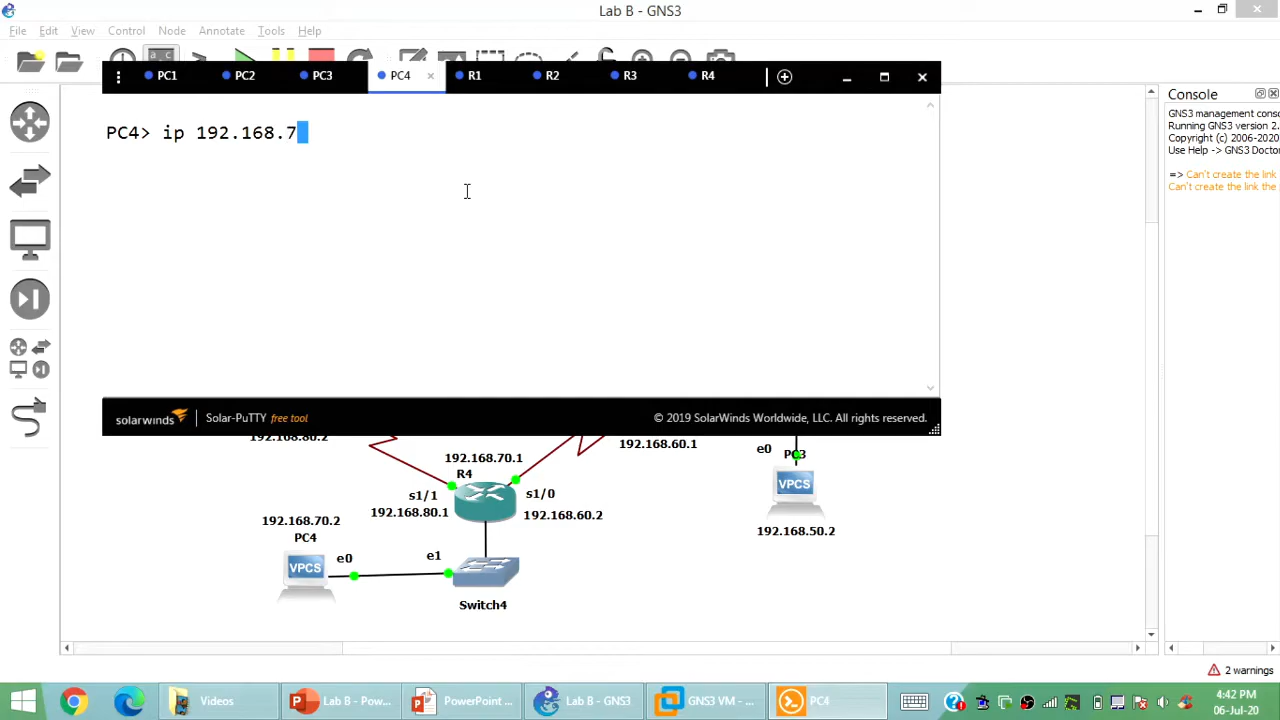 Lab B - GNS3
File Edit View Control Node Annotate Tools Help
PC1 PC2 PC3 PC4 × R1 R2 R3 R4
PC4> ip 192.168.7
solarwinds Solar-PuTTY free tool © 2019 SolarWinds Worldwide, LLC. All rights reserved.
Console
GNS3 management conso
Running GNS3 version 2.
Copyright (c) 2006-2020
Use Help -> GNS3 Doctor
=> Can't create the link
Can't create the link the
192.168.80.2
192.168.60.1
192.168.70.1
R4
s1/1
192.168.80.1
s1/0
192.168.60.2
e0
VPCS
192.168.50.2
192.168.70.2
PC4
VPCS
e0
e1
Switch4
2 warnings
Videos
Lab B - Pow...
PowerPoint ...
Lab B - GNS3
GNS3 VM - ...
PC4
4:42 PM
06-Jul-20